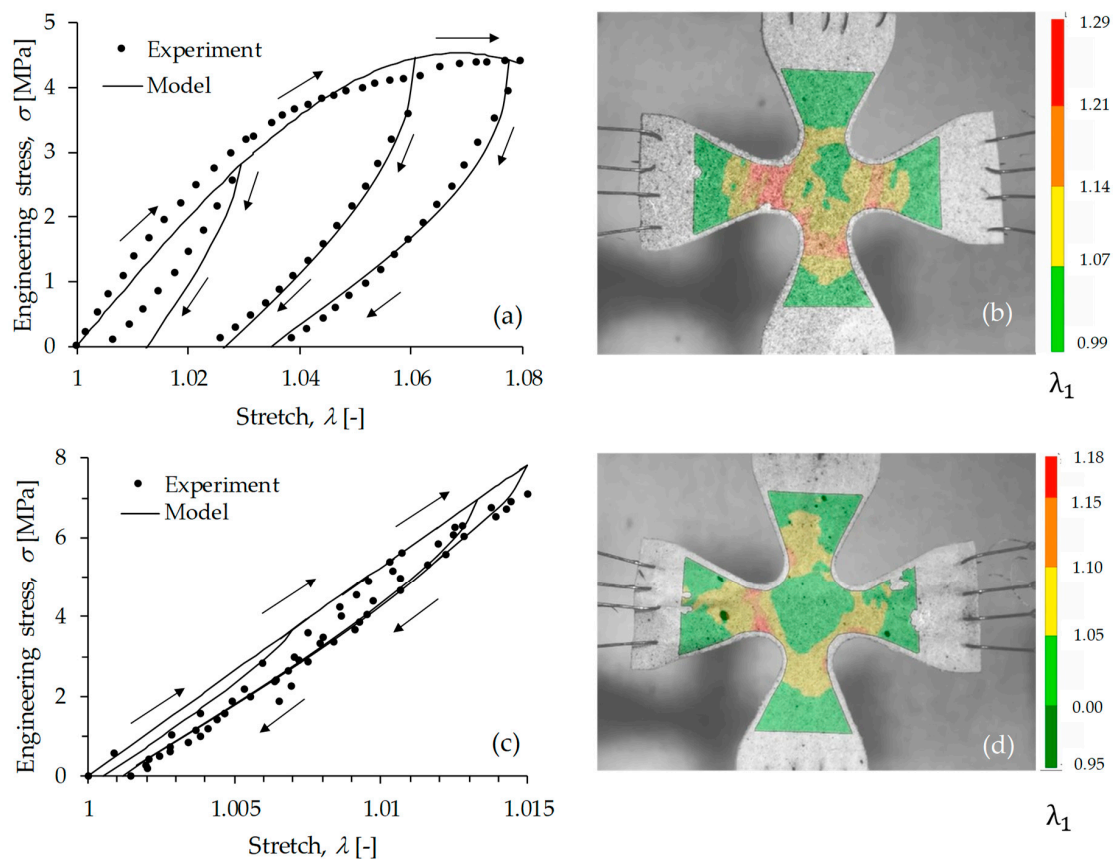 (a)
5
4
3
2
1
0
Engineering stress, σ [MPa]
Experiment
Model
(a)
1
1.02
1.04
1.06
1.08
Stretch, λ [-]
(b)
(b)
1.29
1.21
1.14
1.07
0.99
λ1
(c)
8
6
4
2
0
Engineering stress, σ [MPa]
Experiment
Model
(c)
1
1.005
1.01
1.015
Stretch, λ [-]
(d)
(d)
1.18
1.15
1.10
1.05
0.00
0.95
λ1